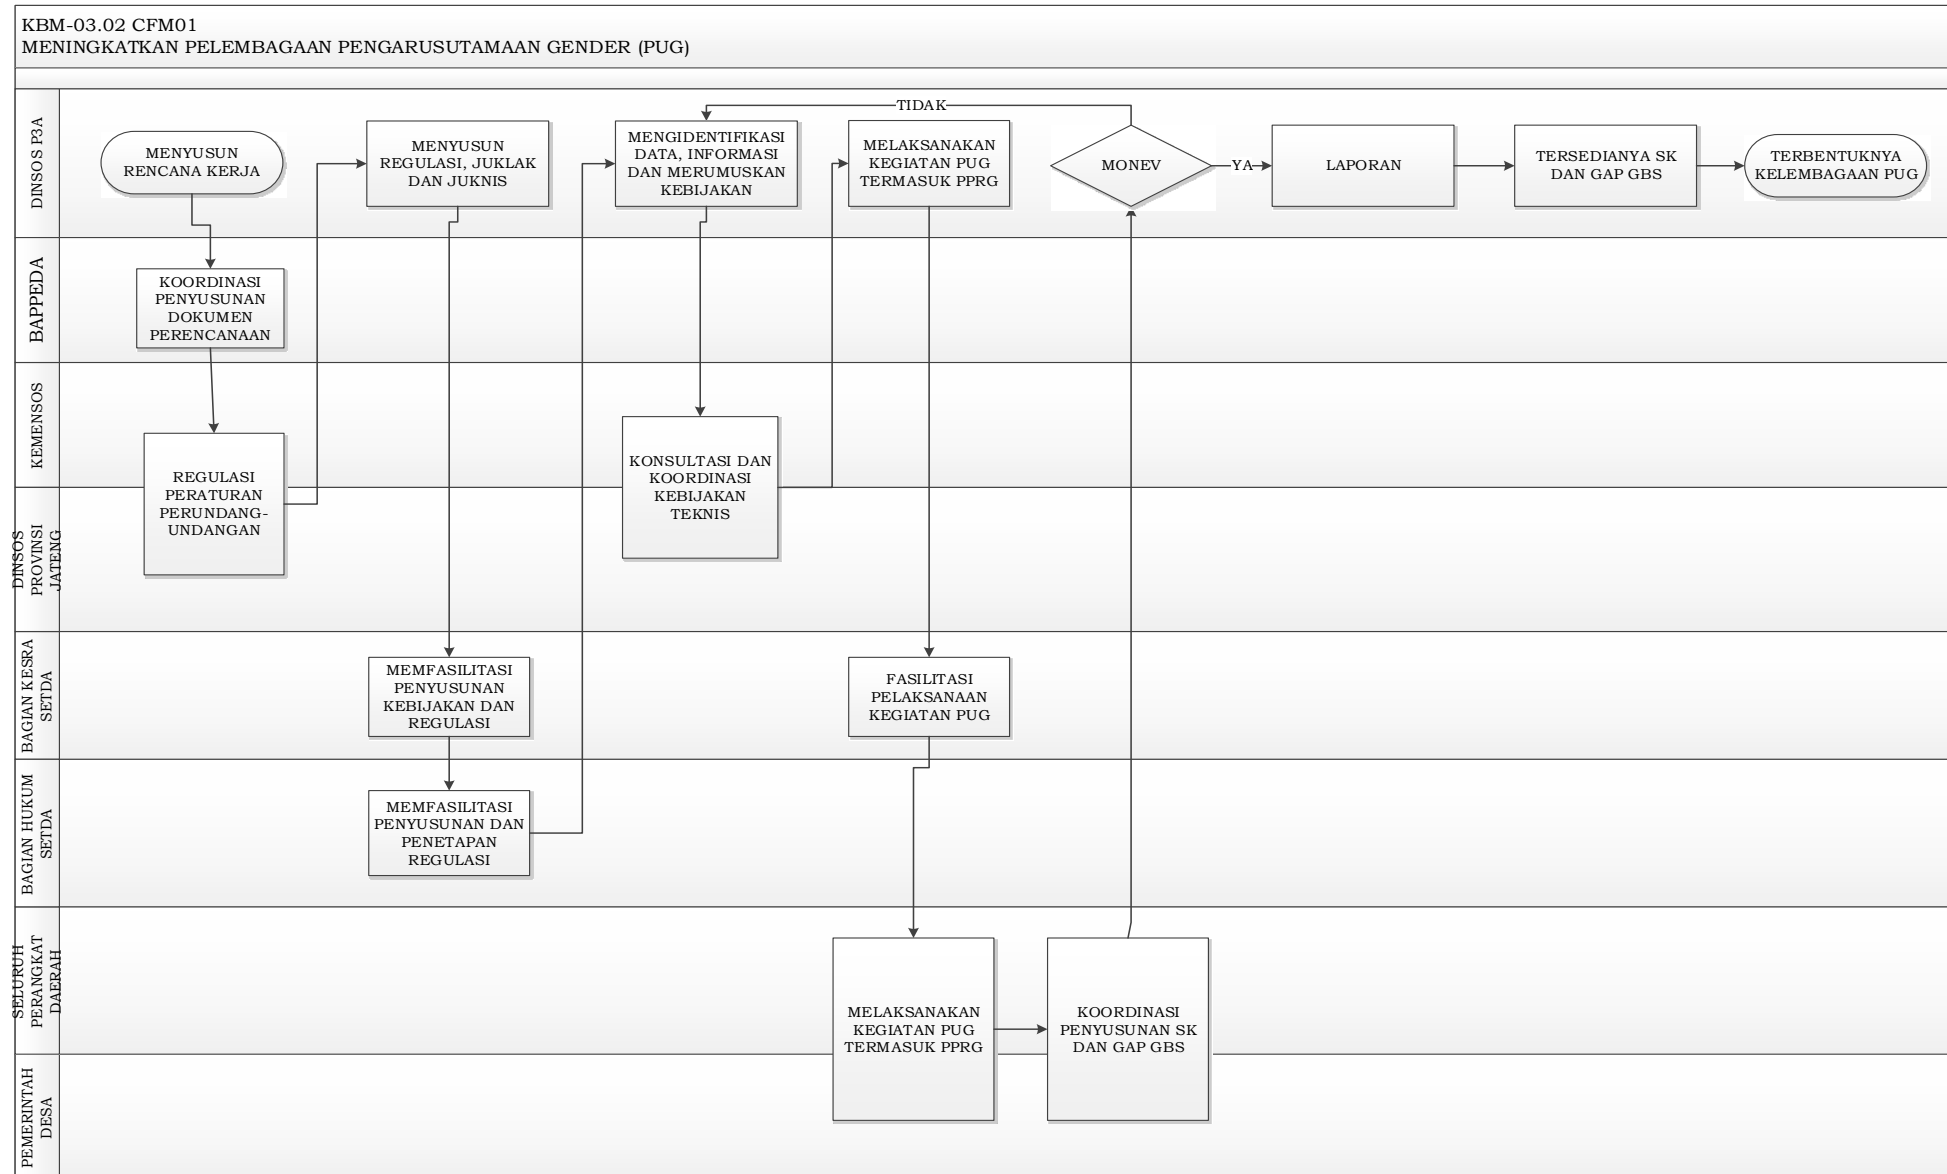 KBM-03.02 CFM01
MENINGKATKAN PELEMBAGAAN PENGARUSUTAMAAN GENDER (PUG)
DINSOS P3A
MENYUSUN
RENCANA KERJA
MENYUSUN
REGULASI, JUKLAK
DAN JUKNIS
MENGIDENTIFIKASI
DATA, INFORMASI
DAN MERUMUSKAN
KEBIJAKAN
MELAKSANAKAN
KEGIATAN PUG
TERMASUK PPRG
TIDAK
MONEV
YA
LAPORAN
TERSEDIANYA SK
DAN GAP GBS
TERBENTUKNYA
KELEMBAGAAN PUG
BAPPEDA
KOORDINASI
PENYUSUNAN
DOKUMEN
PERENCANAAN
KEMENSOS
REGULASI
PERATURAN
PERUNDANG-
UNDANGAN
KONSULTASI DAN
KOORDINASI
KEBIJAKAN
TEKNIS
DINSOS
PROVINSI
JATENG
BAGIAN KESRA
SETDA
MEMFASILITASI
PENYUSUNAN
KEBIJAKAN DAN
REGULASI
FASILITASI
PELAKSANAAN
KEGIATAN PUG
BAGIAN HUKUM
SETDA
MEMFASILITASI
PENYUSUNAN DAN
PENETAPAN
REGULASI
SELURUH
PERANGKAT
DAERAH
MELAKSANAKAN
KEGIATAN PUG
TERMASUK PPRG
KOORDINASI
PENYUSUNAN SK
DAN GAP GBS
PEMERINTAH
DESA